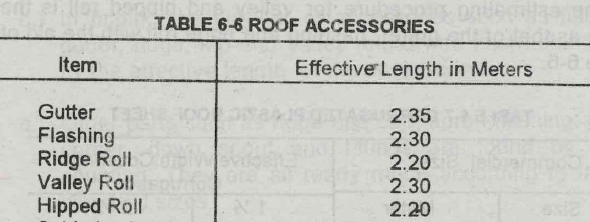 TABLE 6-6 ROOF ACCESSORIES
Item Effective Length in Meters
Gutter 2.35
Flashing 2.30
Ridge Roll 2.20
Valley Roll 2.30
Hipped Roll 2.20